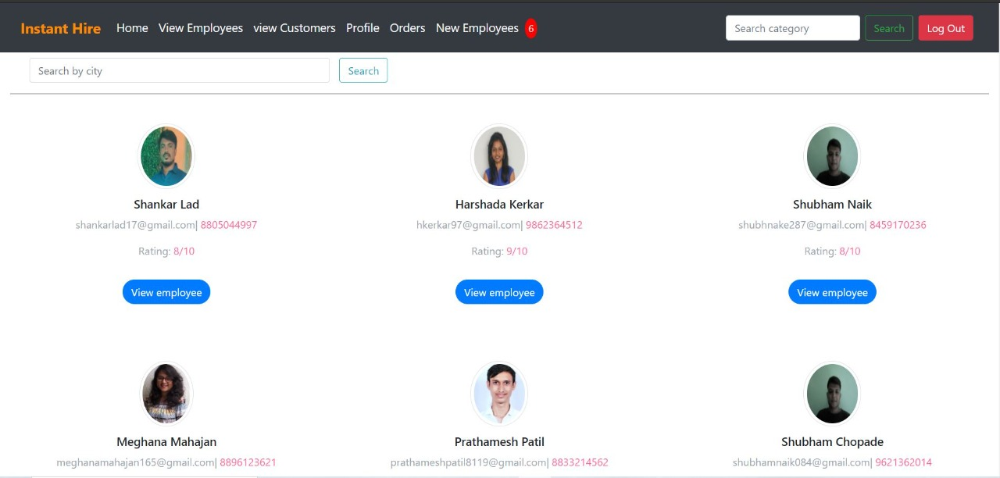 Instant Hire Home View Employees view Customers Profile Orders New Employees 6 Search category Search Log Out
Search by city Search
Shankar Lad Harshada Kerkar Shubham Naik
shankarlad17@gmail.com| 8805044997 hkerkar97@gmail.com| 9862364512 shubhnake287@gmail.com| 8459170236
Rating: 8/10 Rating: 9/10 Rating: 8/10
View employee View employee View employee
Meghana Mahajan Prathamesh Patil Shubham Chopade
meghanamahajan165@gmail.com| 8896123621 prathameshpatil8119@gmail.com| 8833214562 shubhamnaik084@gmail.com| 9621362014